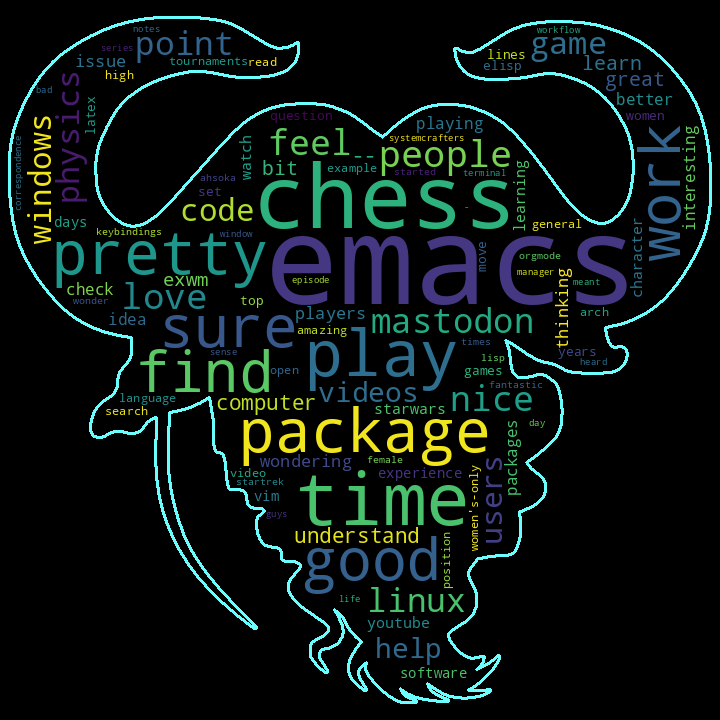 notes
workflow
series
point
game
issue
tournaments
read
lines
elisp
learn
high
great
bad
latex
better
question
women
physics
windows
correspondence
feel
--
playing
systemcrafters
people
work
interesting
watch
bit
example
started
terminal
ahsoka
set
chess
learning
code
-
days
keybindings
window
general
pretty
emacs
move
character
orgmode
check
exwm
episode
manager
meant
wonder
love
top
thinking
idea
sure
players
amazing
mastodon
times
arch
sense
play
lisp
years
heard
find
open
games
videos
fantastic
language
search
computer
starwars
nice
package
day
wondering
female
packages
video
startrek
experience
women's-only
users
vim
time
guys
understand
good
position
life
linux
youtube
help
software